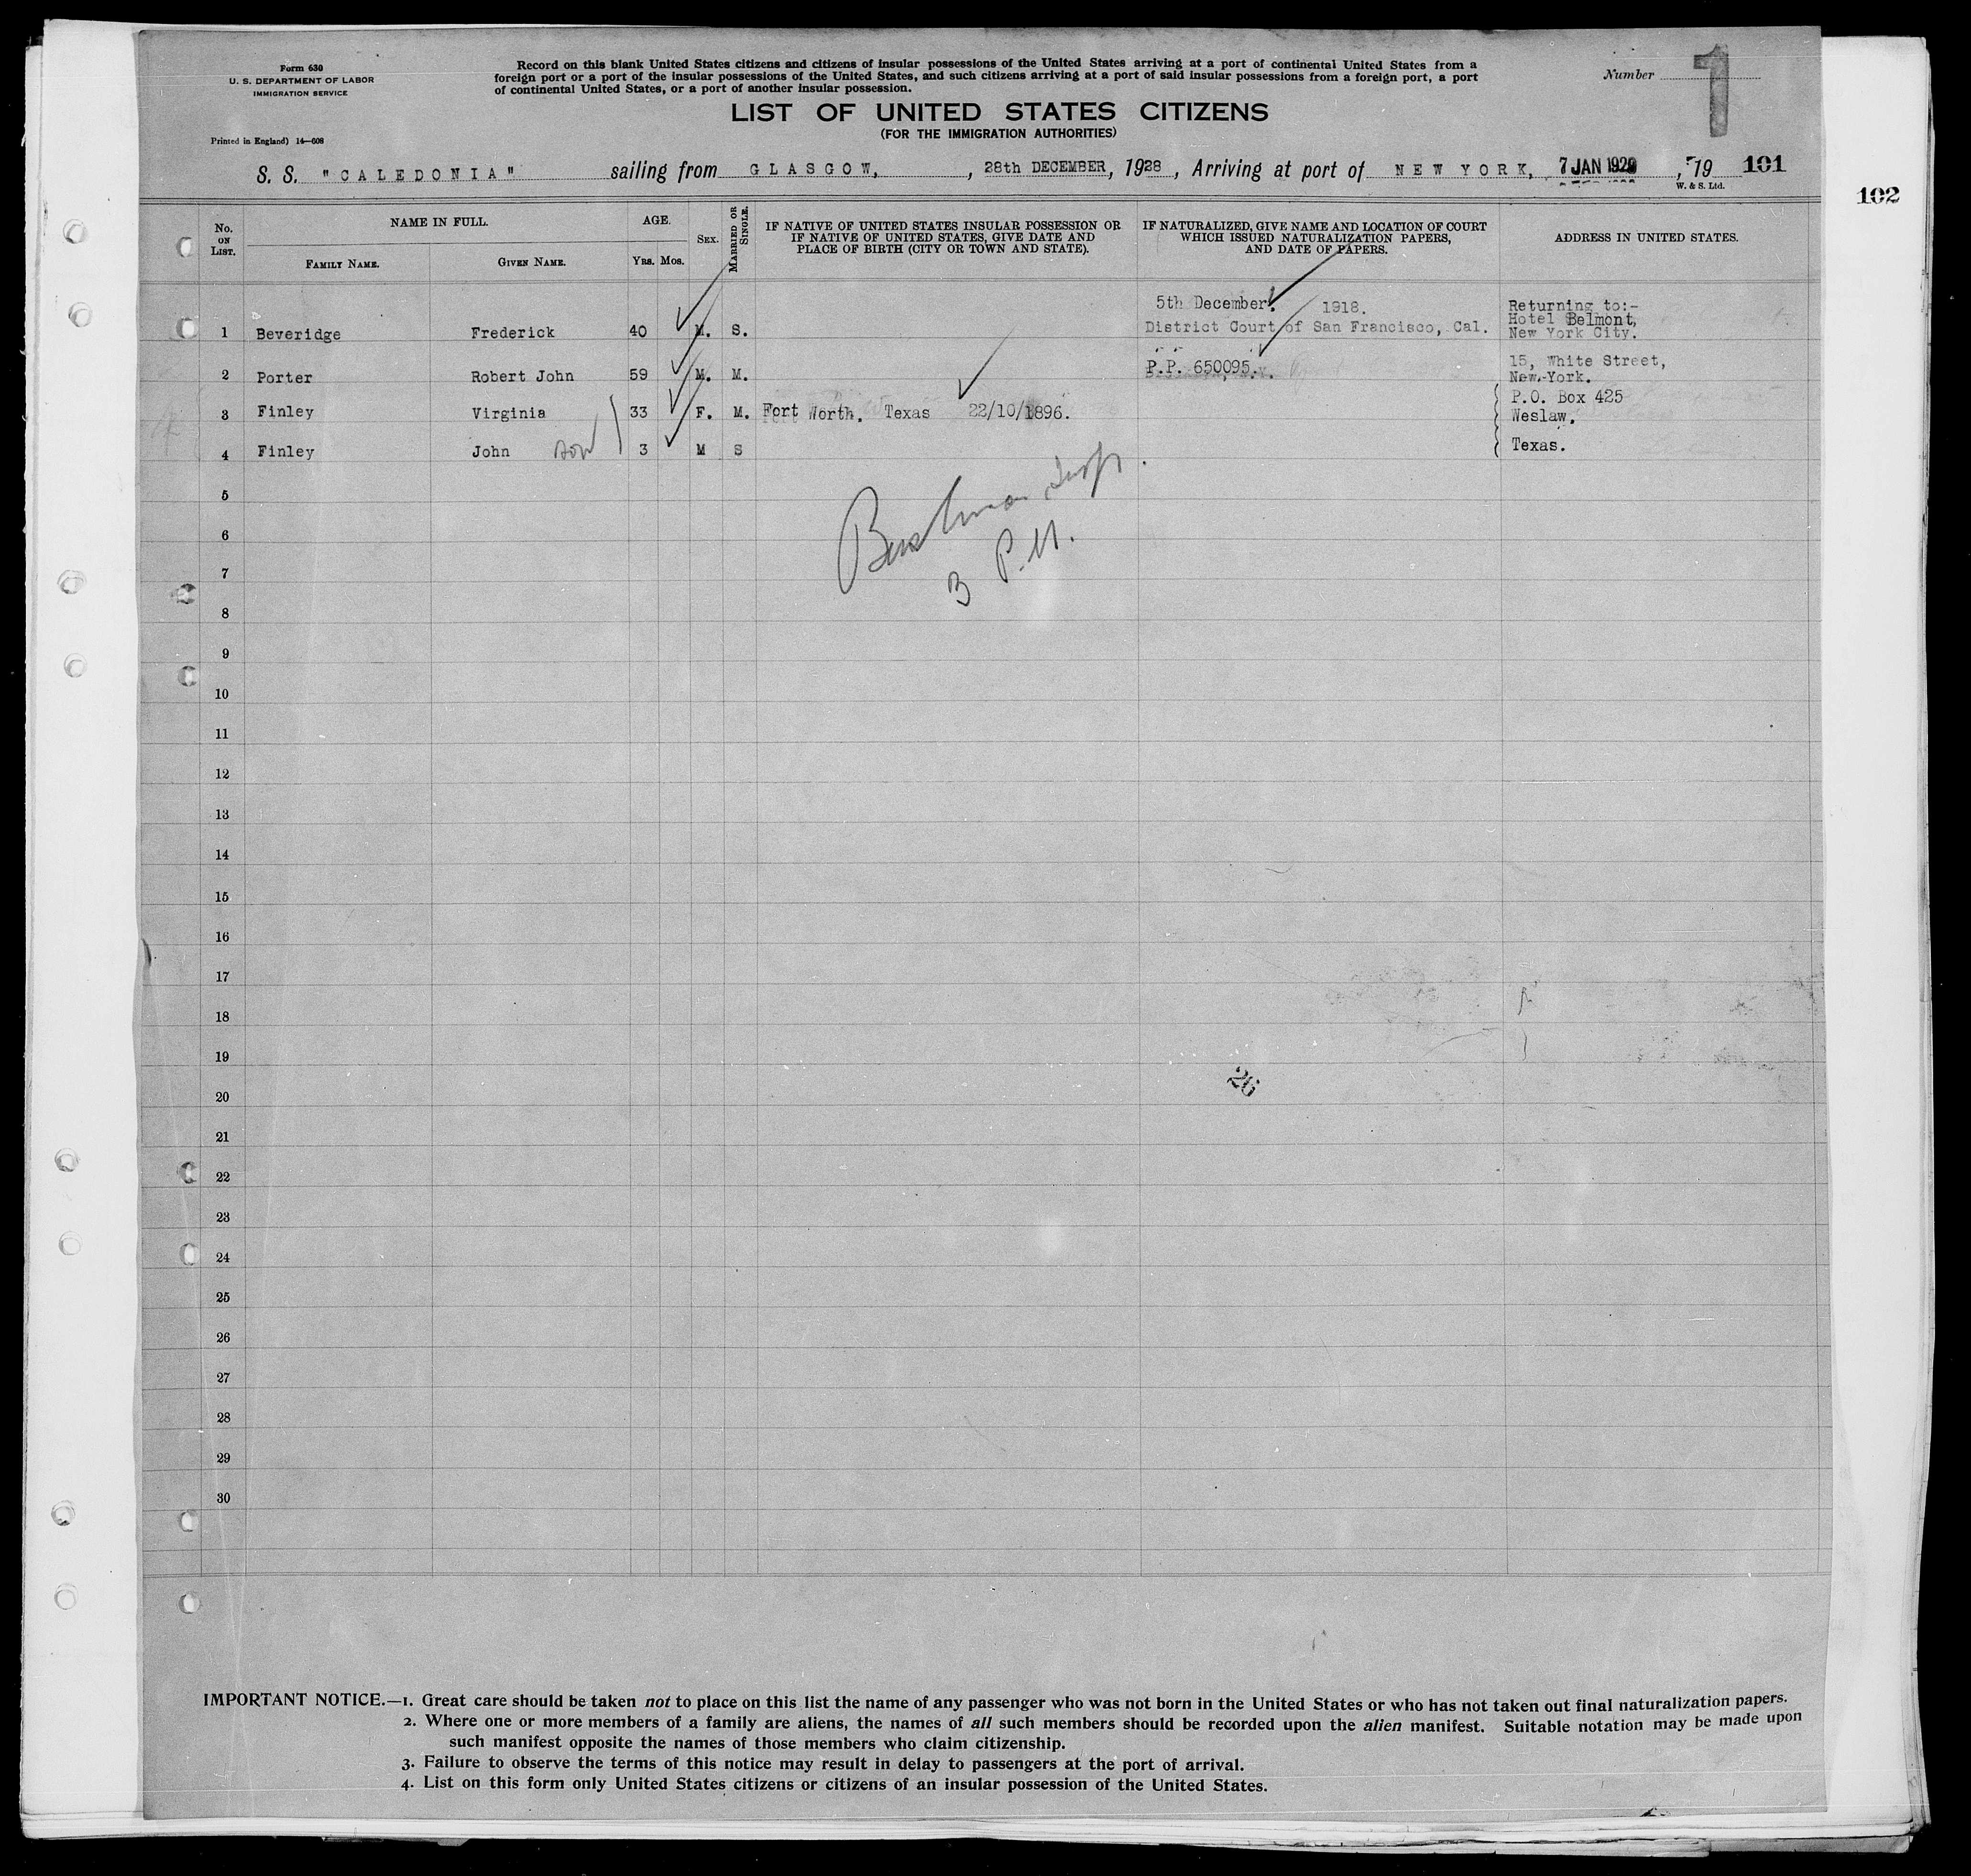 Form 630
U. S. DEPARTMENT OF LABOR
IMMIGRATION SERVICE
Printed in England) 14—608
Record on this blank United States citizens and citizens of insular possessions of the United States arriving at a port of continental United States from a
foreign port or a port of the insular possessions of the United States, and such citizens arriving at a port of said insular possessions from a foreign port, a port
of continental United States, or a port of another insular possession.
Number 1
LIST OF UNITED STATES CITIZENS
(FOR THE IMMIGRATION AUTHORITIES)
S. S. "CALEDONIA" sailing from GLASGOW, , 28th DECEMBER, 1928, Arriving at port of NEW YORK, 7 JAN 1929, 19 101
W. & S. Ltd.
102
No. ON LIST. NAME IN FULL. AGE. SEX. MARRIED OR SINGLE. IF NATIVE OF UNITED STATES INSULAR POSSESSION OR IF NATIVE OF UNITED STATES, GIVE DATE AND PLACE OF BIRTH (CITY OR TOWN AND STATE). IF NATURALIZED, GIVE NAME AND LOCATION OF COURT WHICH ISSUED NATURALIZATION PAPERS, AND DATE OF PAPERS. ADDRESS IN UNITED STATES.
FAMILY NAME. GIVEN NAME. YRS. MOS.
1 Beveridge Frederick 40 M. S. 5th December 1918. District Court of San Francisco, Cal. Returning to:- Hotel Belmont, New York City.
2 Porter Robert John 59 M. M. P.P. 650095. 15, White Street, New-York.
3 Finley Virginia 33 F. M. Fort Worth. Texas 22/10/1896. P.O. Box 425 Weslaw.
4 Finley John son 3 M S Texas.
5
6
3 P.M.
7
8
9
10
11
12
13
14
15
16
17
18
19
26
20
21
22
23
24
25
26
27
28
29
30
IMPORTANT NOTICE.—1. Great care should be taken not to place on this list the name of any passenger who was not born in the United States or who has not taken out final naturalization papers.
2. Where one or more members of a family are aliens, the names of all such members should be recorded upon the alien manifest. Suitable notation may be made upon
such manifest opposite the names of those members who claim citizenship.
3. Failure to observe the terms of this notice may result in delay to passengers at the port of arrival.
4. List on this form only United States citizens or citizens of an insular possession of the United States.